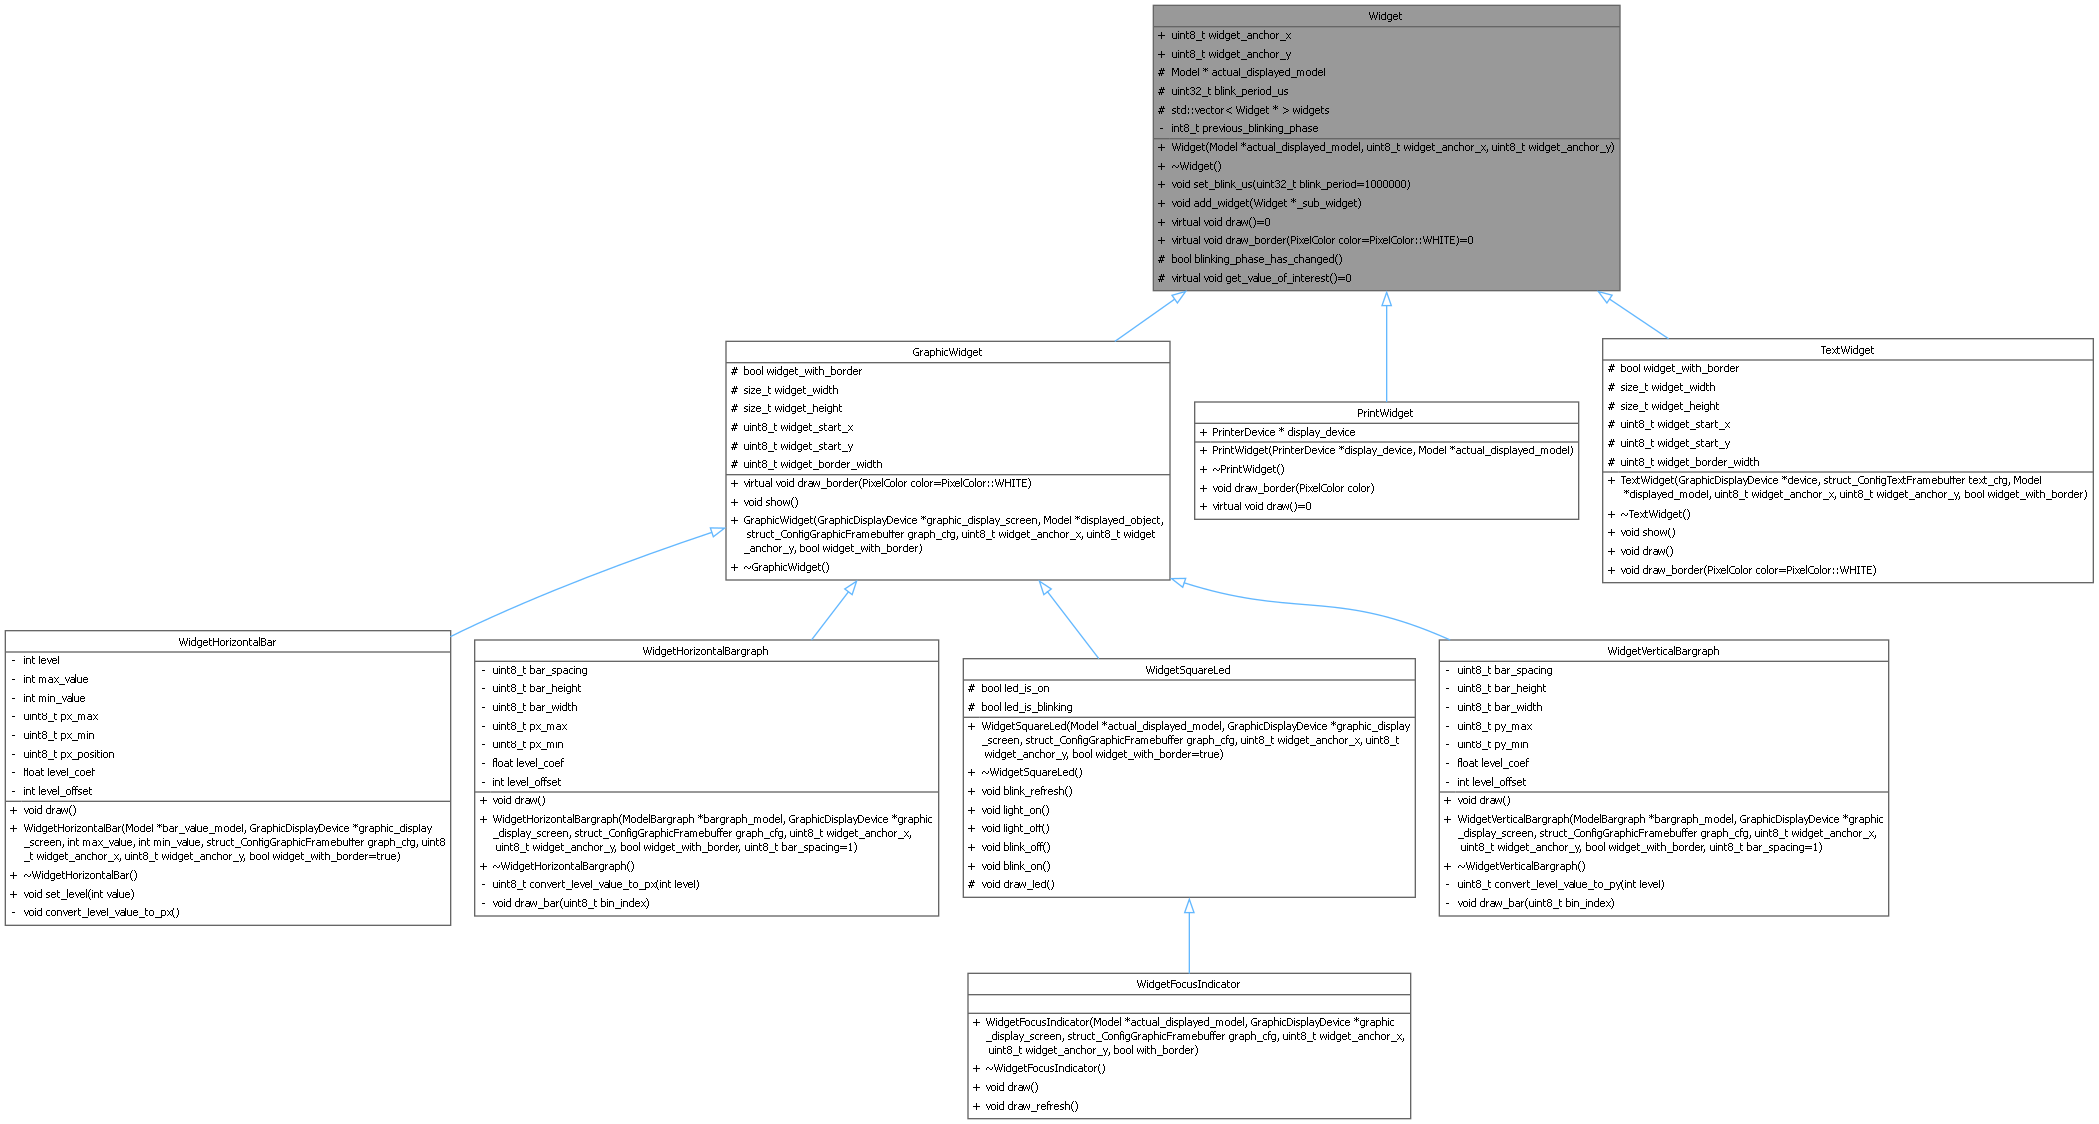 Widget
+ uint8_t widget_anchor_x
+ uint8_t widget_anchor_y
# Model * actual_displayed_model
# uint32_t blink_period_us
# std::vector< Widget * > widgets
- int8_t previous_blinking_phase
+ Widget(Model *actual_displayed_model, uint8_t widget_anchor_x, uint8_t widget_anchor_y)
+ ~Widget()
+ void set_blink_us(uint32_t blink_period=1000000)
+ void add_widget(Widget *_sub_widget)
+ virtual void draw()=0
+ virtual void draw_border(PixelColor color=PixelColor::WHITE)=0
# bool blinking_phase_has_changed()
# virtual void get_value_of_interest()=0
GraphicWidget
# bool widget_with_border
# size_t widget_width
# size_t widget_height
# uint8_t widget_start_x
# uint8_t widget_start_y
# uint8_t widget_border_width
+ virtual void draw_border(PixelColor color=PixelColor::WHITE)
+ void show()
+ GraphicWidget(GraphicDisplayDevice *graphic_display_screen, Model *displayed_object,
struct_ConfigGraphicFramebuffer graph_cfg, uint8_t widget_anchor_x, uint8_t widget
_anchor_y, bool widget_with_border)
+ ~GraphicWidget()
PrintWidget
+ PrinterDevice * display_device
+ PrintWidget(PrinterDevice *display_device, Model *actual_displayed_model)
+ ~PrintWidget()
+ void draw_border(PixelColor color)
+ virtual void draw()=0
TextWidget
# bool widget_with_border
# size_t widget_width
# size_t widget_height
# uint8_t widget_start_x
# uint8_t widget_start_y
# uint8_t widget_border_width
+ TextWidget(GraphicDisplayDevice *device, struct_ConfigTextFramebuffer text_cfg, Model
*displayed_model, uint8_t widget_anchor_x, uint8_t widget_anchor_y, bool widget_with_border)
+ ~TextWidget()
+ void show()
+ void draw()
+ void draw_border(PixelColor color=PixelColor::WHITE)
WidgetHorizontalBar
- int level
- int max_value
- int min_value
- uint8_t px_max
- uint8_t px_min
- uint8_t px_position
- float level_coef
- int level_offset
+ void draw()
+ WidgetHorizontalBar(Model *bar_value_model, GraphicDisplayDevice *graphic_display
_screen, int max_value, int min_value, struct_ConfigGraphicFramebuffer graph_cfg, uint8
_t widget_anchor_x, uint8_t widget_anchor_y, bool widget_with_border=true)
+ ~WidgetHorizontalBar()
+ void set_level(int value)
- void convert_level_value_to_px()
WidgetHorizontalBargraph
- uint8_t bar_spacing
- uint8_t bar_height
- uint8_t bar_width
- uint8_t px_max
- uint8_t px_min
- float level_coef
- int level_offset
+ void draw()
+ WidgetHorizontalBargraph(ModelBargraph *bargraph_model, GraphicDisplayDevice *graphic
_display_screen, struct_ConfigGraphicFramebuffer graph_cfg, uint8_t widget_anchor_x,
uint8_t widget_anchor_y, bool widget_with_border, uint8_t bar_spacing=1)
+ ~WidgetHorizontalBargraph()
- uint8_t convert_level_value_to_px(int level)
- void draw_bar(uint8_t bin_index)
WidgetSquareLed
# bool led_is_on
# bool led_is_blinking
+ WidgetSquareLed(Model *actual_displayed_model, GraphicDisplayDevice *graphic_display
_screen, struct_ConfigGraphicFramebuffer graph_cfg, uint8_t widget_anchor_x, uint8_t
widget_anchor_y, bool widget_with_border=true)
+ ~WidgetSquareLed()
+ void blink_refresh()
+ void light_on()
+ void light_off()
+ void blink_off()
+ void blink_on()
# void draw_led()
WidgetVerticalBargraph
- uint8_t bar_spacing
- uint8_t bar_height
- uint8_t bar_width
- uint8_t py_max
- uint8_t py_min
- float level_coef
- int level_offset
+ void draw()
+ WidgetVerticalBargraph(ModelBargraph *bargraph_model, GraphicDisplayDevice *graphic
_display_screen, struct_ConfigGraphicFramebuffer graph_cfg, uint8_t widget_anchor_x,
uint8_t widget_anchor_y, bool widget_with_border, uint8_t bar_spacing=1)
+ ~WidgetVerticalBargraph()
- uint8_t convert_level_value_to_py(int level)
- void draw_bar(uint8_t bin_index)
WidgetFocusIndicator
+ WidgetFocusIndicator(Model *actual_displayed_model, GraphicDisplayDevice *graphic
_display_screen, struct_ConfigGraphicFramebuffer graph_cfg, uint8_t widget_anchor_x,
uint8_t widget_anchor_y, bool with_border)
+ ~WidgetFocusIndicator()
+ void draw()
+ void draw_refresh()